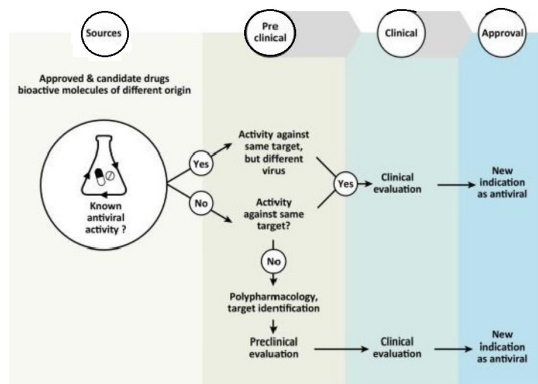 Sources
Pre
clinical
Clinical
Approval
Approved & candidate drugs
bioactive molecules of different origin
Known
antiviral
activity ?
Yes
No
Activity against
same target,
but different
virus
Activity
against same
target?
Yes
Clinical
evaluation
New
indication
as antiviral
No
Polypharmacology,
target identification
Preclinical
evaluation
Clinical
evaluation
New
indication
as antiviral